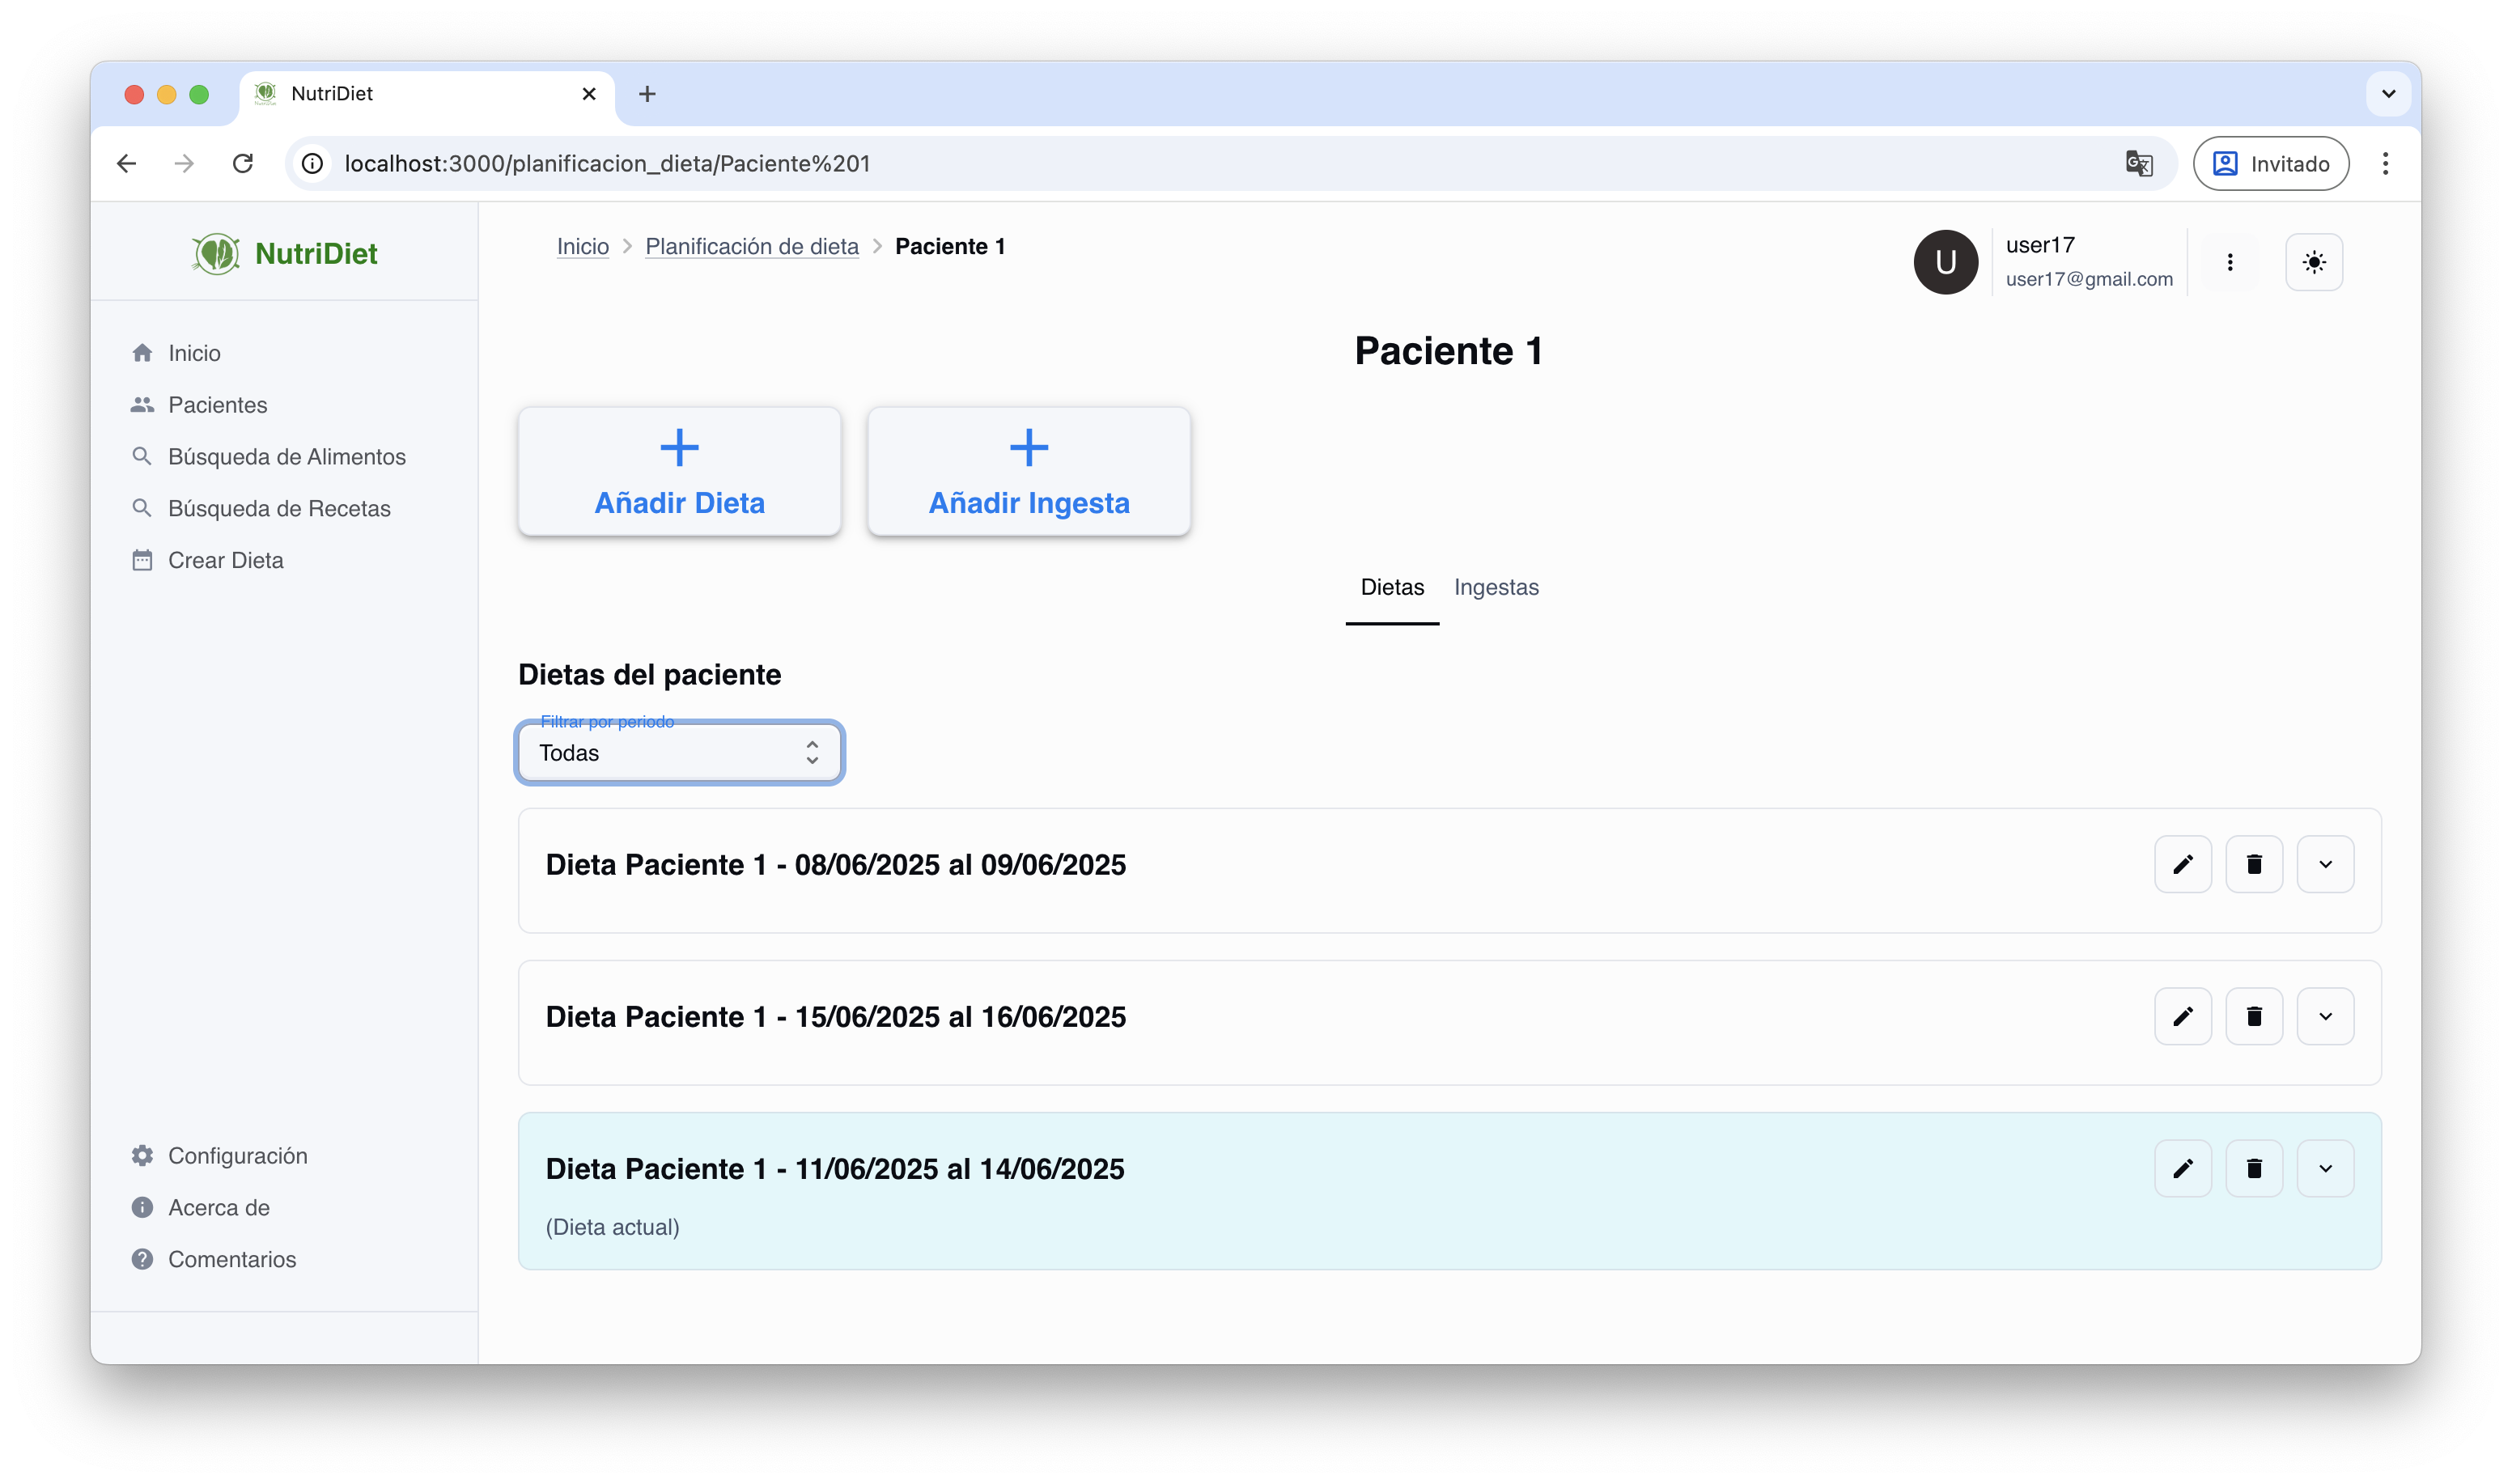 NutriDiet
localhost:3000/planificacion_dieta/Paciente%201
Invitado
NutriDiet
Inicio
Pacientes
Búsqueda de Alimentos
Búsqueda de Recetas
Crear Dieta
Configuración
Acerca de
Comentarios
Inicio > Planificación de dieta > Paciente 1
U
user17
user17@gmail.com
Paciente 1
Añadir Dieta
Añadir Ingesta
Dietas
Ingestas
Dietas del paciente
Filtrar por periodo
Todas
Dieta Paciente 1 - 08/06/2025 al 09/06/2025
Dieta Paciente 1 - 15/06/2025 al 16/06/2025
Dieta Paciente 1 - 11/06/2025 al 14/06/2025
(Dieta actual)